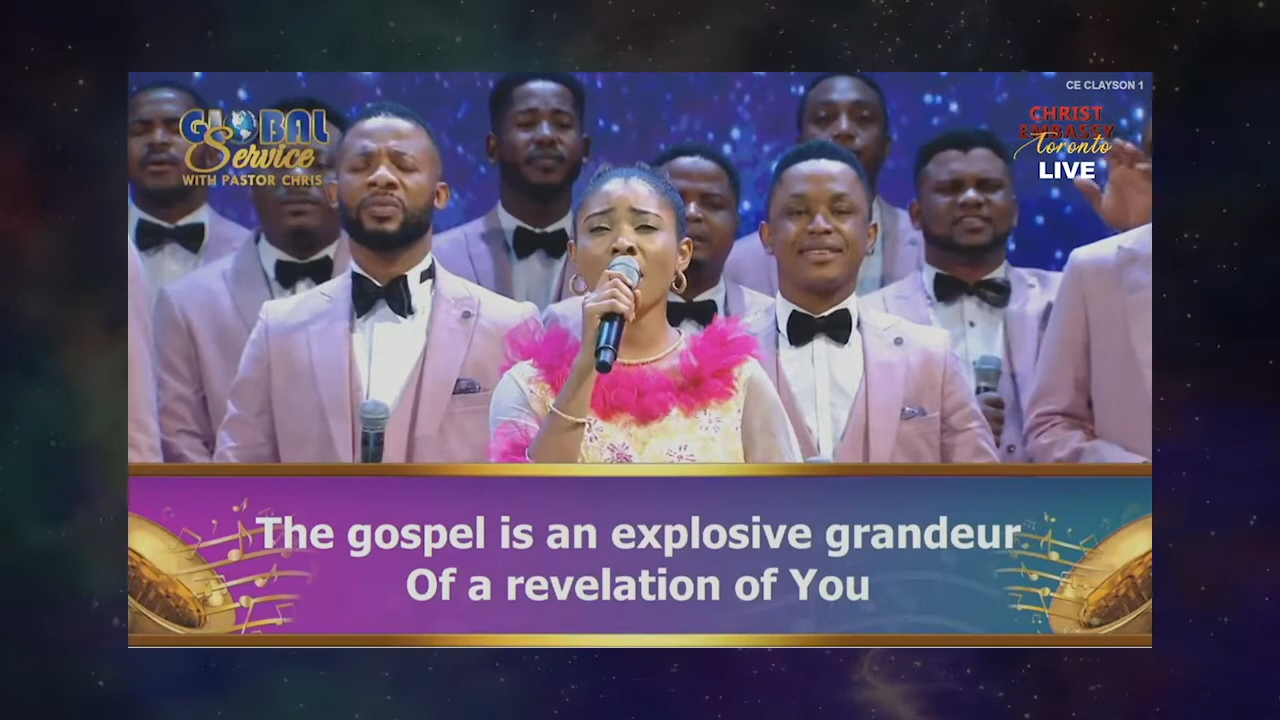 CE CLAYSON 1
GLOBAL
Service
WITH PASTOR CHRIS
CHRIST
EMBASSY
Toronto
LIVE
The gospel is an explosive grandeur
Of a revelation of You